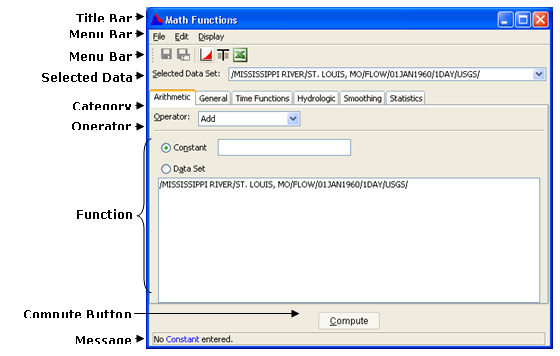 Title Bar
Math Functions
Menu Bar
File Edit Display
Menu Bar
Selected Data
Selected Data Set: /MISSISSIPPI RIVER/ST. LOUIS, MO/FLOW/01JAN1960/1DAY/USGS/
Category
Arithmetic General Time Functions Hydrologic Smoothing Statistics
Operator
Operator: Add
Constant
Data Set
/MISSISSIPPI RIVER/ST. LOUIS, MO/FLOW/01JAN1960/1DAY/USGS/
Function
Compute Button
Compute
Message
No Constant entered.